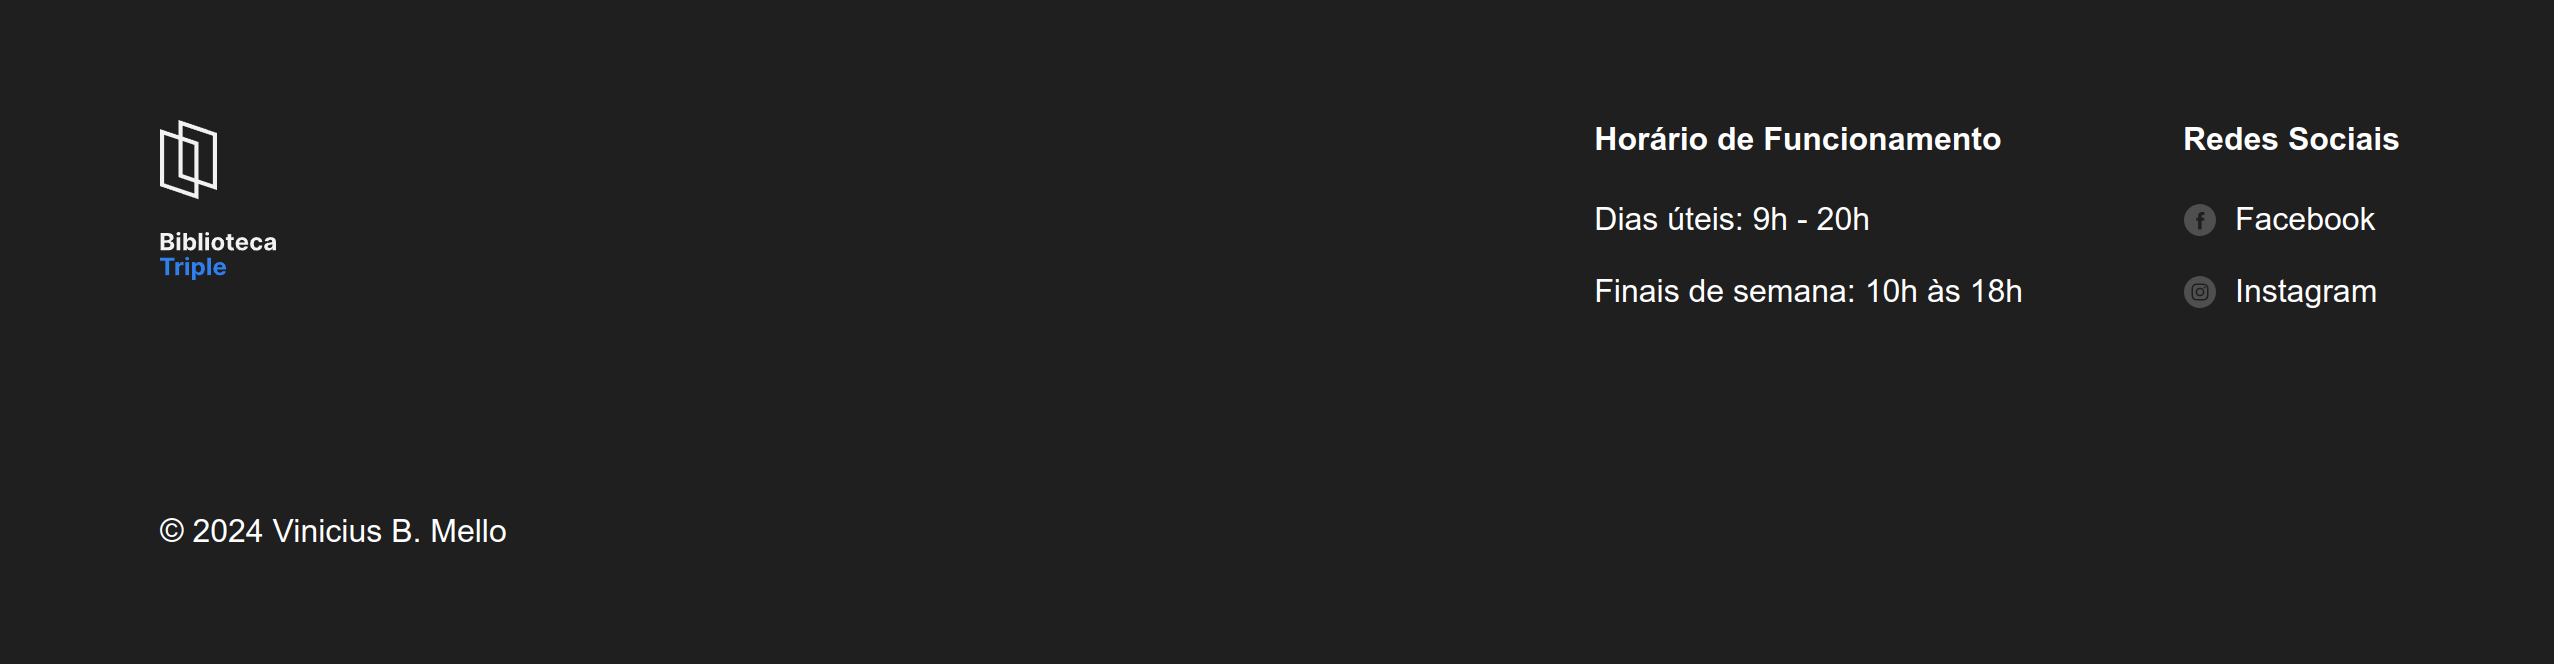 Biblioteca
Triple
Horário de Funcionamento
Dias úteis: 9h - 20h
Finais de semana: 10h às 18h
Redes Sociais
Facebook
Instagram
© 2024 Vinicius B. Mello